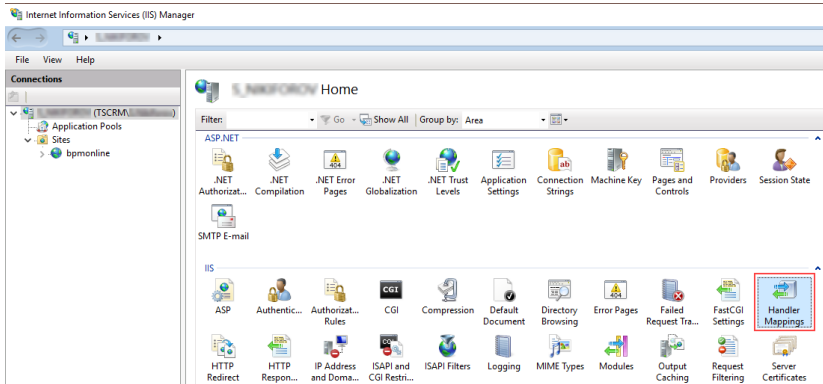 Internet Information Services (IIS) Manager
File View Help
Connections
(TSCRM\
)
Application Pools
Sites
bpmonline
Home
Filter: Go Show All Group by: Area
ASP.NET
.NET Authorizat...
.NET Compilation
404
.NET Error Pages
.NET Globalization
.NET Trust Levels
Application Settings
ab
Connection Strings
Machine Key
Pages and Controls
Providers
Session State
SMTP E-mail
IIS
ASP
Authentic...
Authorizat... Rules
CGI
CGI
Compression
Default Document
Directory Browsing
404
Error Pages
Failed Request Tra...
FastCGI Settings
Handler Mappings
HTTP Redirect
HTTP Respon...
IP Address and Doma...
ISAPI and CGI Restri...
ISAPI Filters
Logging
MIME Types
Modules
Output Caching
Request Filtering
Server Certificates